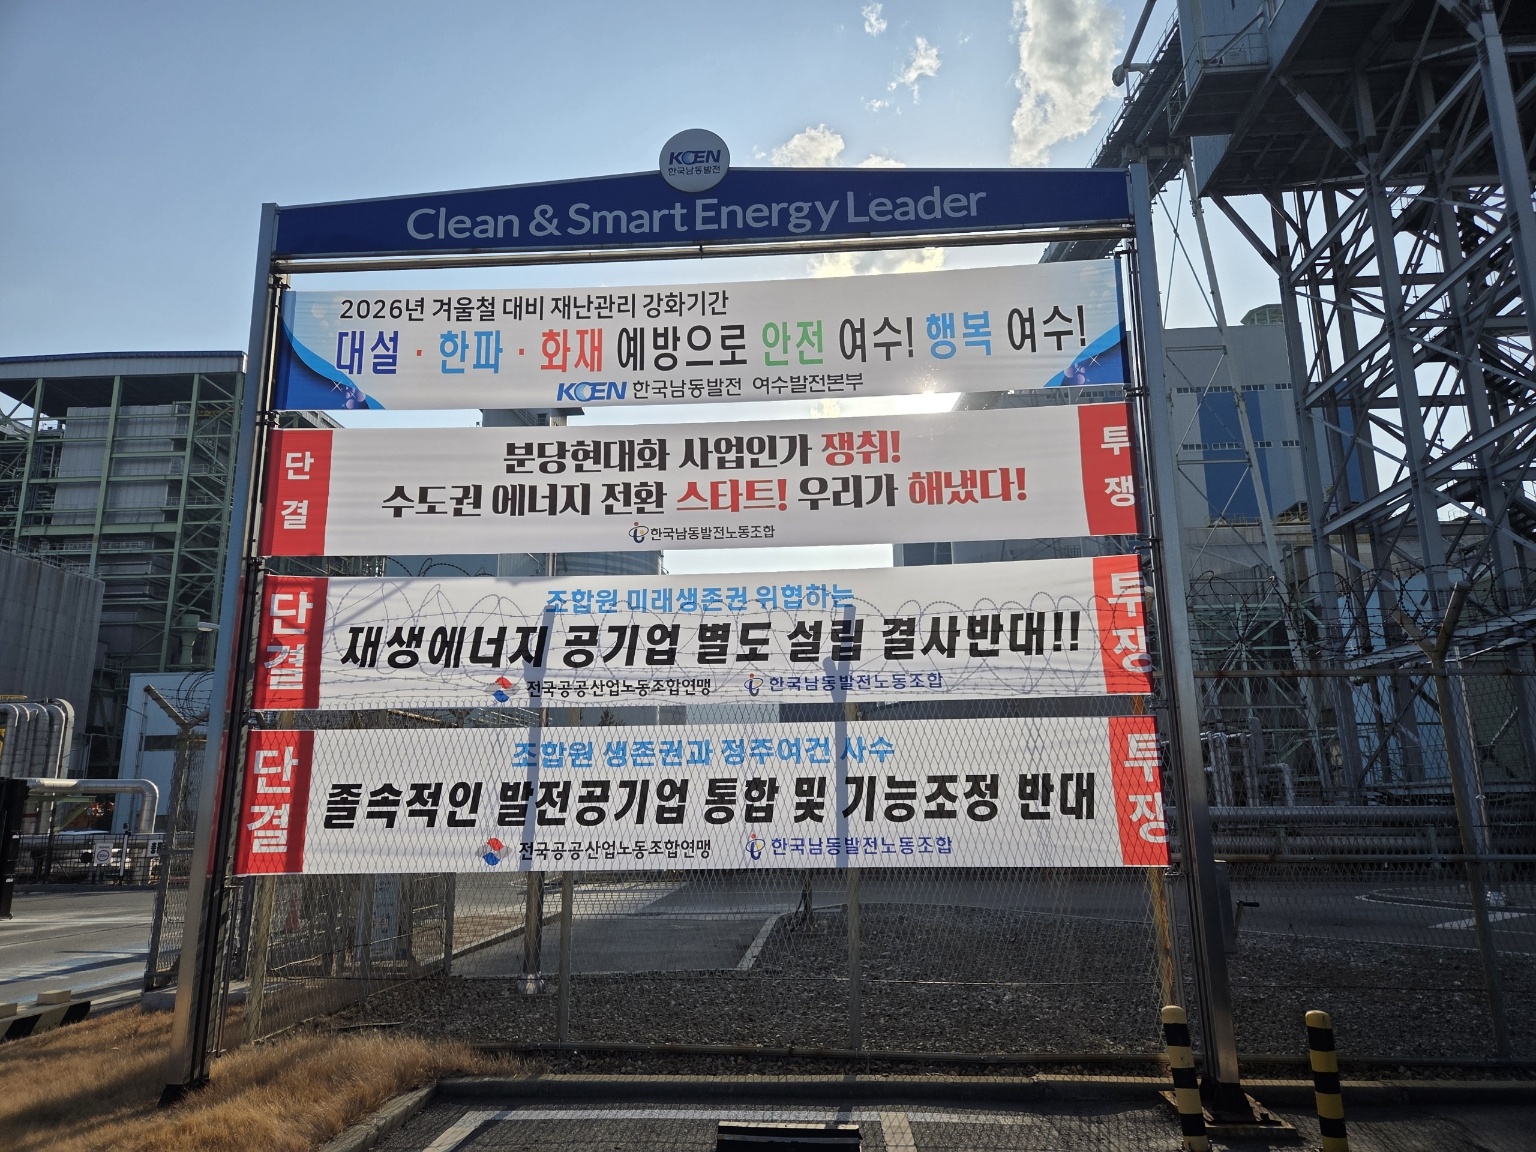 KOEN
한국남동발전
Clean & Smart Energy Leader
2026년 겨울철 대비 재난관리 강화기간
대설 · 한파 · 화재 예방으로 안전 여수! 행복 여수!
KOEN 한국남동발전 여수발전본부
단결
분당현대화 사업인가 쟁취!
수도권 에너지 전환 스타트! 우리가 해냈다!
한국남동발전노동조합
투쟁
단결
조합원 미래생존권 위협하는
재생에너지 공기업 별도 설립 결사반대!!
전국공공산업노동조합연맹 한국남동발전노동조합
투쟁
단결
조합원 생존권과 정주여건 사수
졸속적인 발전공기업 통합 및 기능조정 반대
전국공공산업노동조합연맹 한국남동발전노동조합
투쟁